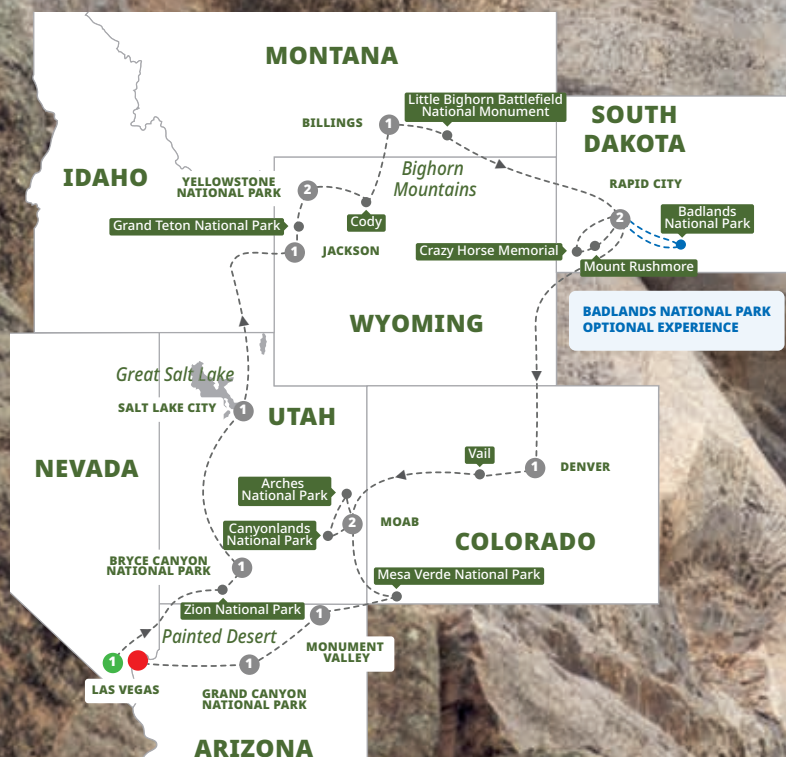 MONTANA
Little Bighorn Battlefield
National Monument
BILLINGS
1
SOUTH
DAKOTA
IDAHO
YELLOWSTONE
NATIONAL PARK
2
Bighorn
Mountains
RAPID CITY
2
Cody
Badlands
National Park
Grand Teton National Park
1
JACKSON
Crazy Horse Memorial
Mount Rushmore
WYOMING
BADLANDS NATIONAL PARK
OPTIONAL EXPERIENCE
Great Salt Lake
SALT LAKE CITY
1
UTAH
NEVADA
Vail
1
DENVER
Arches
National Park
2
MOAB
Canyonlands
National Park
COLORADO
BRYCE CANYON
NATIONAL PARK
1
Mesa Verde National Park
Zion National Park
1
Painted Desert
MONUMENT
VALLEY
1
LAS VEGAS
1
GRAND CANYON
NATIONAL PARK
ARIZONA